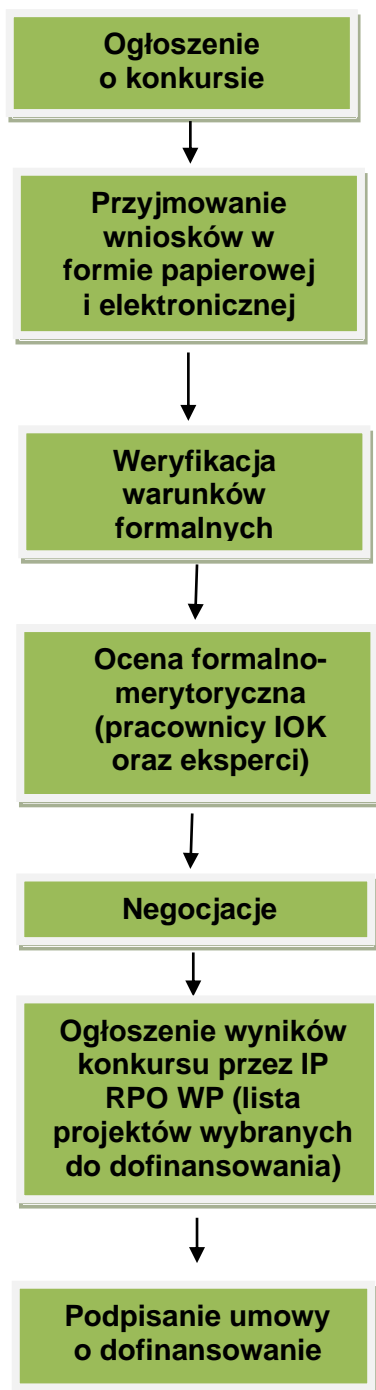 Ogłoszenie
o konkursie
Przyjmowanie
wniosków w
formie papierowej
i elektronicznej
Weryfikacja
warunków
formalnych
Ocena formalno-
merytoryczna
(pracownicy IOK
oraz eksperci)
Negocjacje
Ogłoszenie wyników
konkursu przez IP
RPO WP (lista
projektów wybranych
do dofinansowania)
Podpisanie umowy
o dofinansowanie